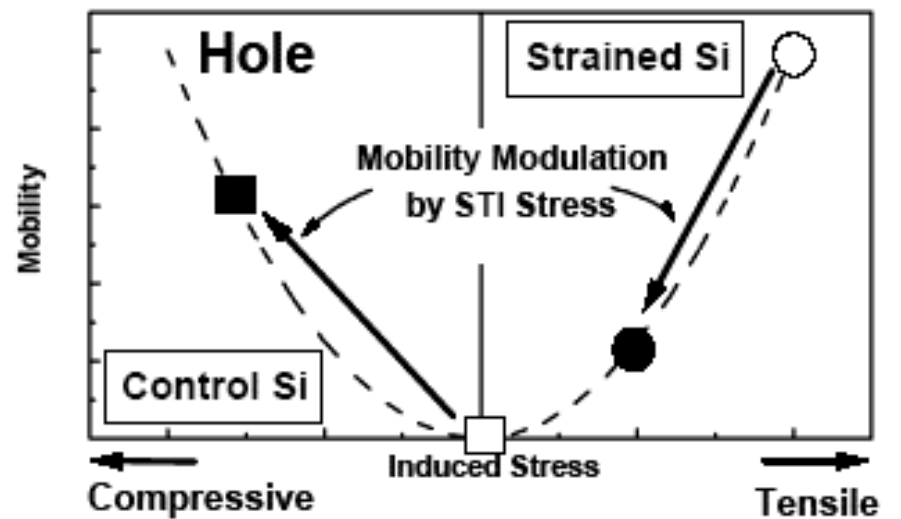 Hole
Strained Si
Mobility Modulation
by STI Stress
Mobility
Control Si
Induced Stress
Compressive
Tensile